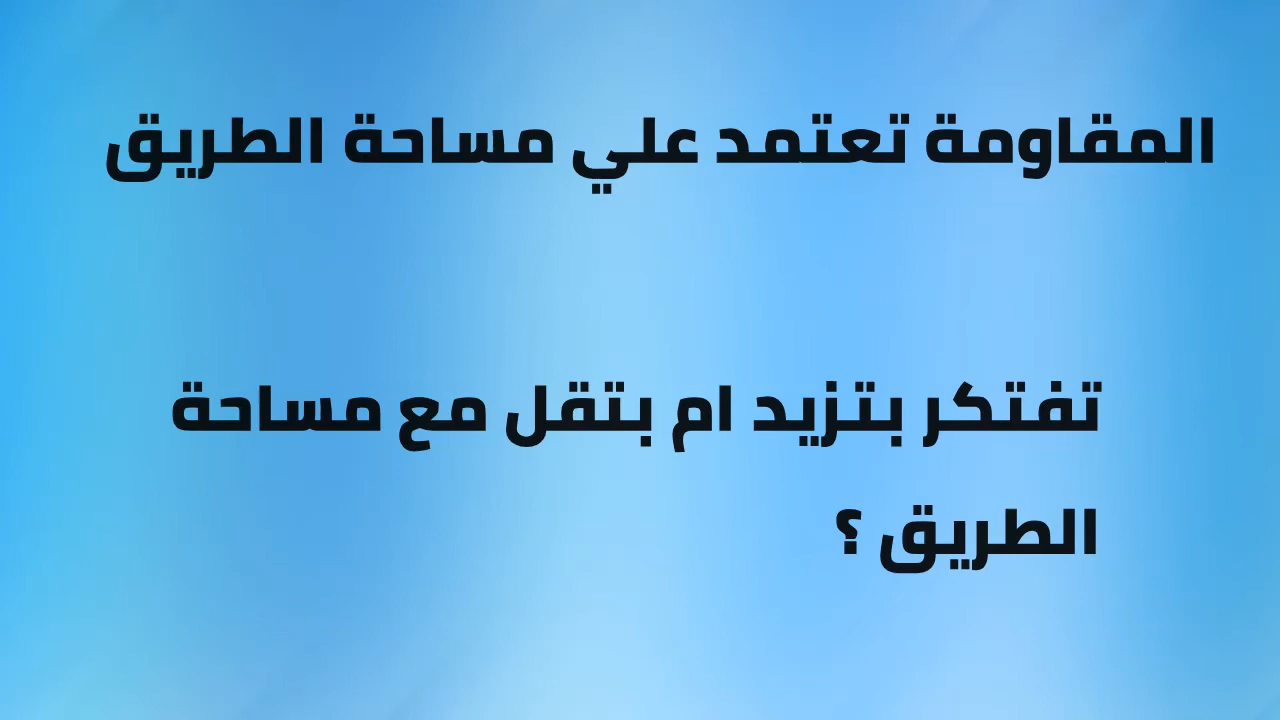 المقاومة تعتمد علي مساحة الطريق
تفتكر بتزيد ام بتقل مع مساحة
الطريق ؟